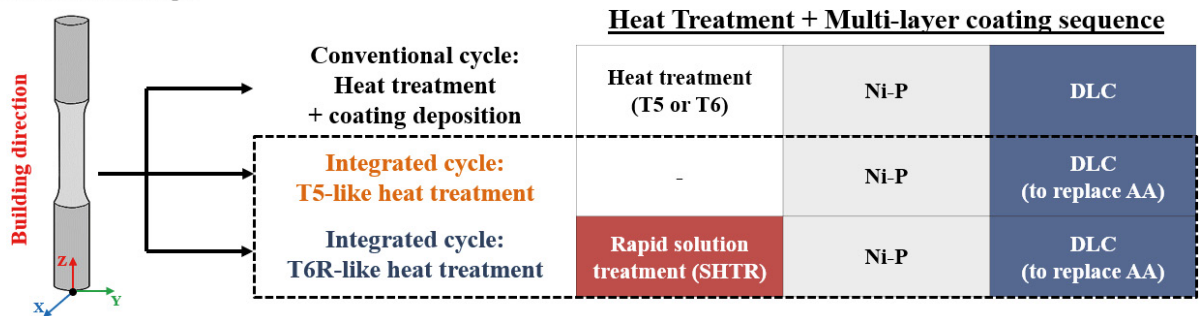 Heat Treatment + Multi-layer coating sequence
Building direction
Z
X
Y
Conventional cycle:
Heat treatment
+ coating deposition
Heat treatment
(T5 or T6)
Ni-P
DLC
Integrated cycle:
T5-like heat treatment
-
Ni-P
DLC
(to replace AA)
Integrated cycle:
T6R-like heat treatment
Rapid solution
treatment (SHTR)
Ni-P
DLC
(to replace AA)